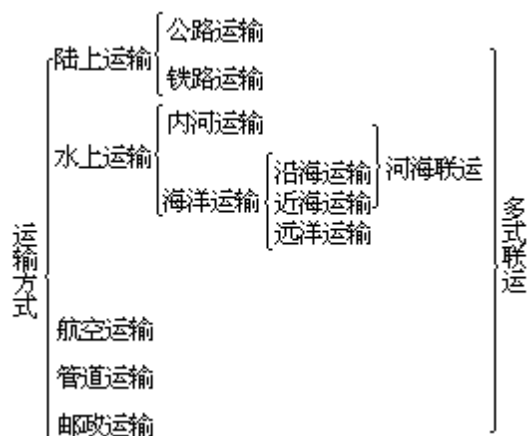 公路运输
陆上运输
铁路运输
内河运输
水上运输
沿海运输
河海联运
海洋运输
近海运输
远洋运输
运输方式
多式联运
航空运输
管道运输
邮政运输